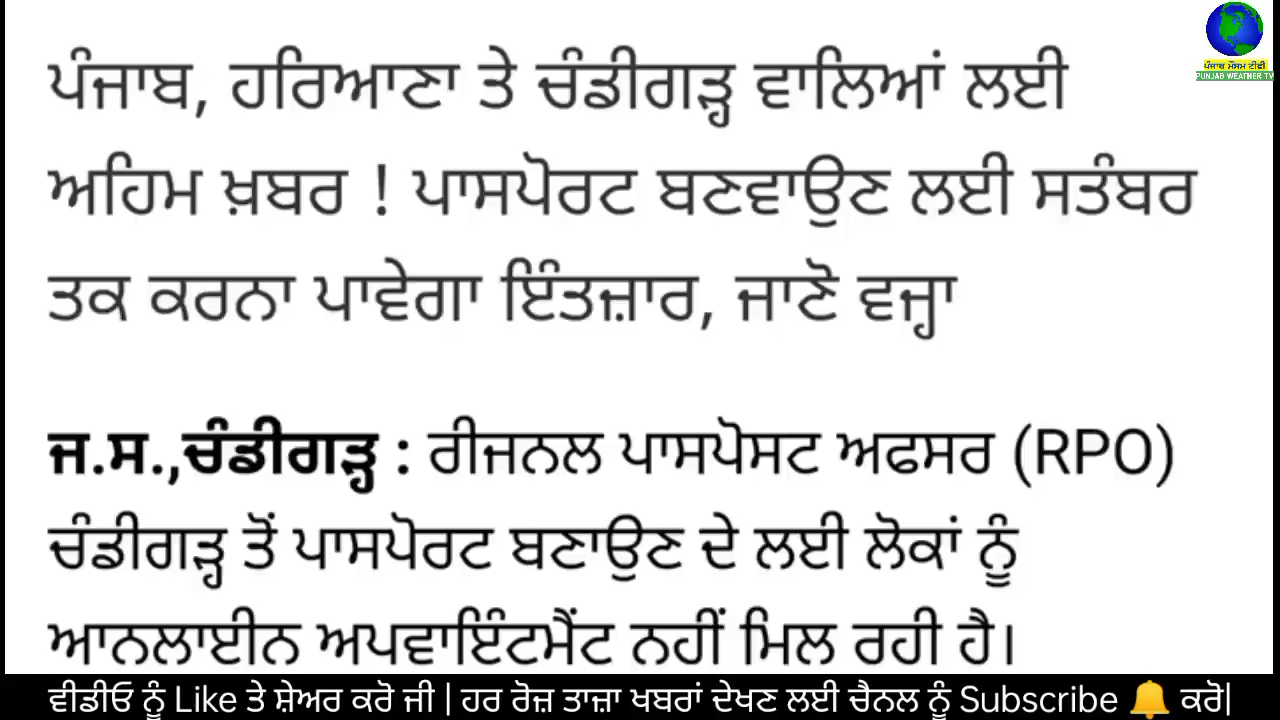 ਪੰਜਾਬ ਮੌਸਮ ਟੀਵੀ
PUNJAB WEATHER TV
ਪੰਜਾਬ, ਹਰਿਆਣਾ ਤੇ ਚੰਡੀਗੜ੍ਹ ਵਾਲਿਆਂ ਲਈ
ਅਹਿਮ ਖ਼ਬਰ ! ਪਾਸਪੋਰਟ ਬਣਵਾਉਣ ਲਈ ਸਤੰਬਰ
ਤਕ ਕਰਨਾ ਪਾਵੇਗਾ ਇੰਤਜ਼ਾਰ, ਜਾਣੋ ਵਜ੍ਹਾ
ਜ.ਸ.,ਚੰਡੀਗੜ੍ਹ : ਰੀਜਨਲ ਪਾਸਪੋਸਟ ਅਫਸਰ (RPO)
ਚੰਡੀਗੜ੍ਹ ਤੋਂ ਪਾਸਪੋਰਟ ਬਣਾਉਣ ਦੇ ਲਈ ਲੋਕਾਂ ਨੂੰ
ਆਨਲਾਈਨ ਅਪਵਾਇੰਟਮੈਂਟ ਨਹੀਂ ਮਿਲ ਰਹੀ ਹੈ।
ਵੀਡੀਓ ਨੂੰ Like ਤੇ ਸ਼ੇਅਰ ਕਰੋ ਜੀ | ਹਰ ਰੋਜ਼ ਤਾਜ਼ਾ ਖਬਰਾਂ ਦੇਖਣ ਲਈ ਚੈਨਲ ਨੂੰ Subscribe 🔔 ਕਰੋ|